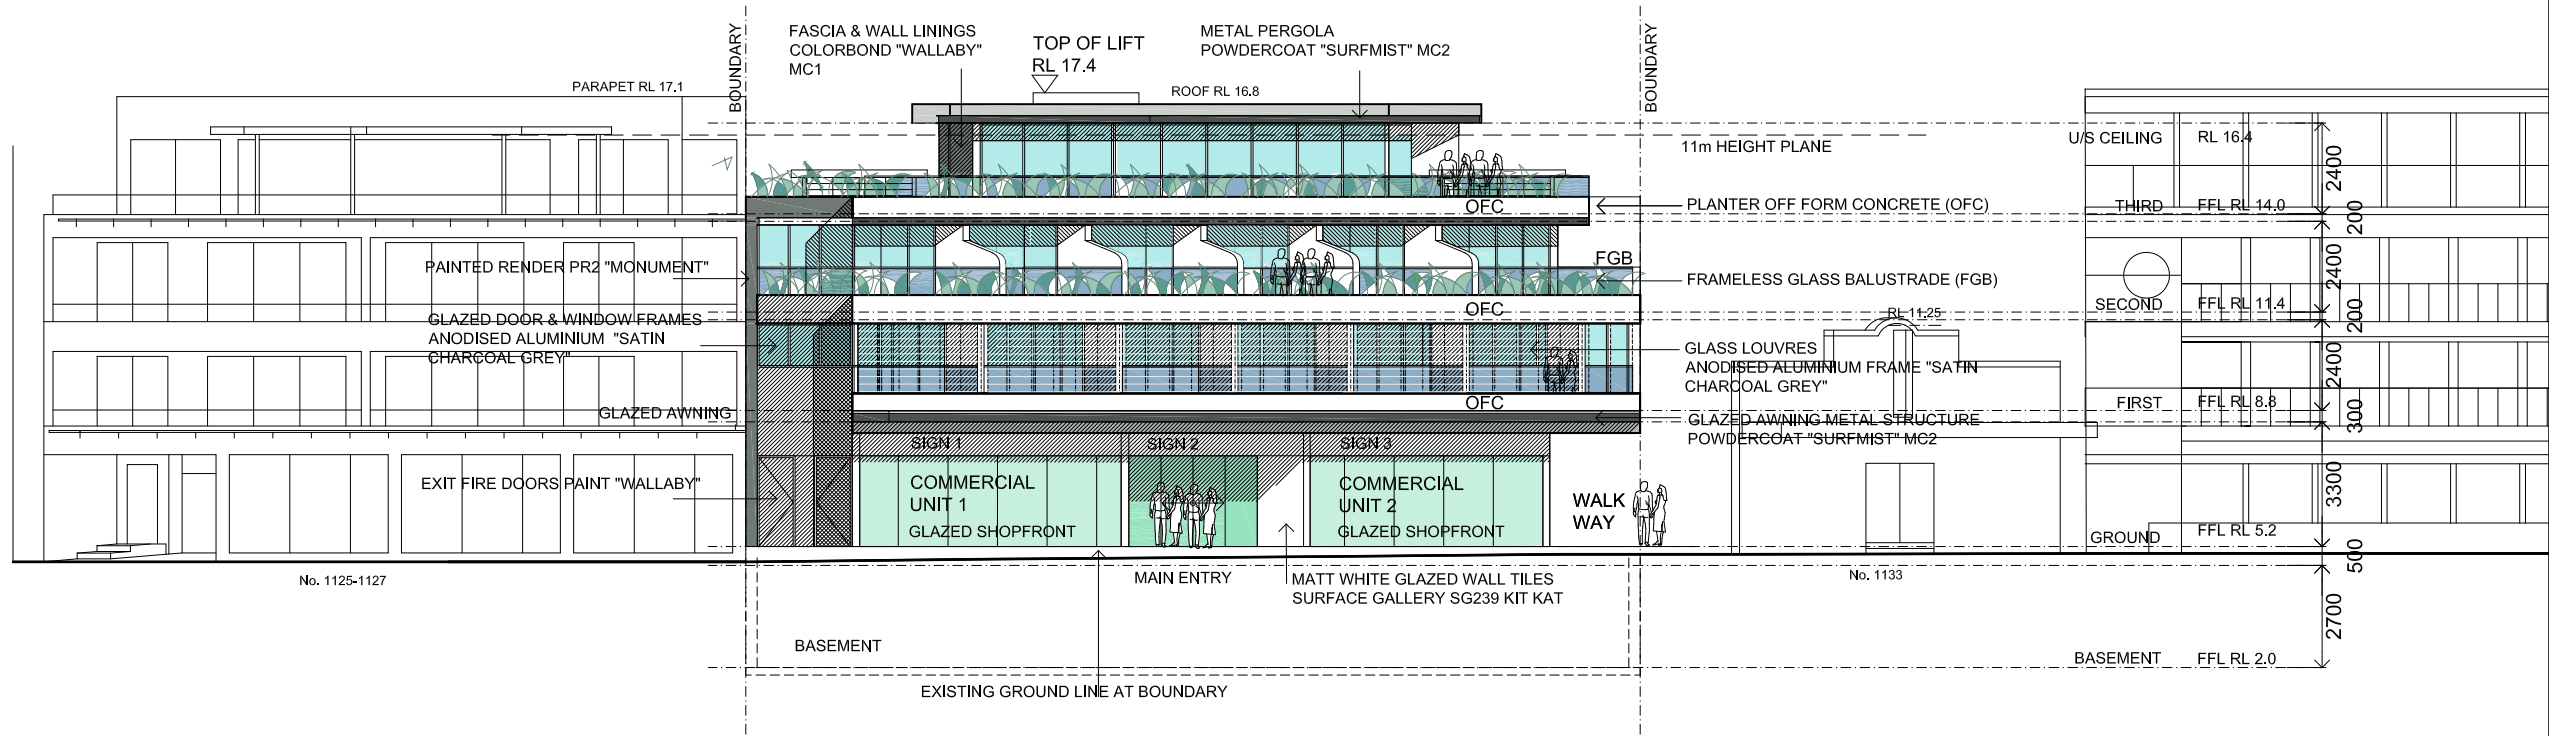 BOUNDARY
FASCIA & WALL LININGS
COLORBOND "WALLABY"
MC1
TOP OF LIFT
RL 17.4
METAL PERGOLA
POWDERCOAT "SURFMIST" MC2
BOUNDARY
PARAPET RL 17.1
ROOF RL 16.8
11m HEIGHT PLANE
U/S CEILING RL 16.4
2400
OFC
PLANTER OFF FORM CONCRETE (OFC)
THIRD FFL RL 14.0
200
PAINTED RENDER PR2 "MONUMENT"
FGB
FRAMELESS GLASS BALUSTRADE (FGB)
2400
OFC
SECOND FFL RL 11.4
RL 11.25
200
GLAZED DOOR & WINDOW FRAMES
ANODISED ALUMINIUM "SATIN
CHARCOAL GREY"
GLASS LOUVRES
ANODISED ALUMINIUM FRAME "SATIN
CHARCOAL GREY"
2400
GLAZED AWNING
OFC
FIRST FFL RL 8.8
300
GLAZED AWNING METAL STRUCTURE
POWDERCOAT "SURFMIST" MC2
SIGN 1
SIGN 2
SIGN 3
EXIT FIRE DOORS PAINT "WALLABY"
COMMERCIAL
UNIT 1
GLAZED SHOPFRONT
COMMERCIAL
UNIT 2
GLAZED SHOPFRONT
WALK
WAY
3300
GROUND FFL RL 5.2
500
No. 1125-1127
MAIN ENTRY
MATT WHITE GLAZED WALL TILES
SURFACE GALLERY SG239 KIT KAT
No. 1133
2700
BASEMENT
BASEMENT FFL RL 2.0
EXISTING GROUND LINE AT BOUNDARY